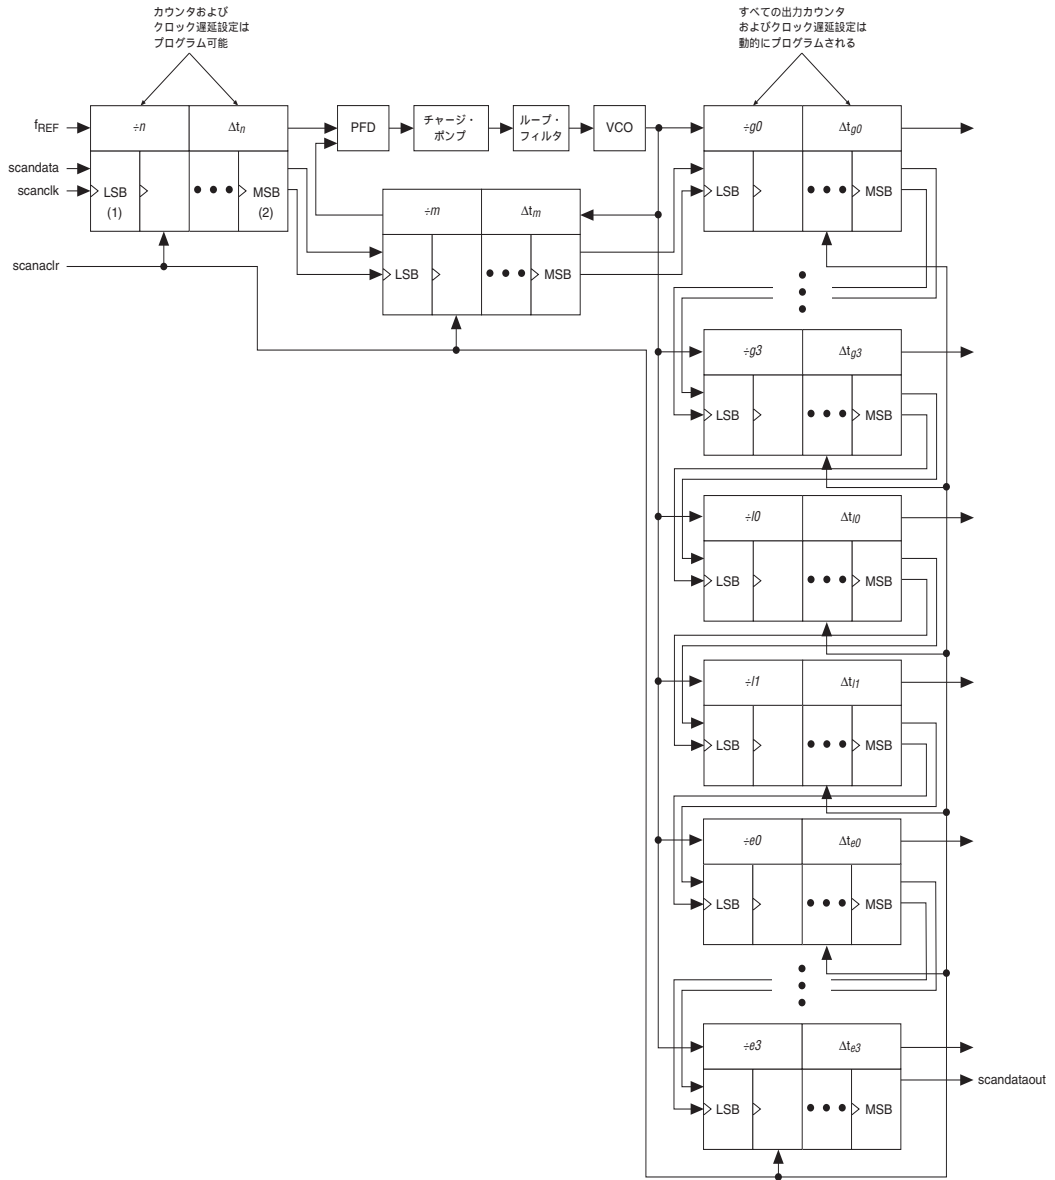 カウンタおよび
クロック遅延設定は
プログラム可能
すべての出力カウンタ
およびクロック遅延設定は
動的にプログラムされる
fREF
÷n
Δtn
PFD
チャージ・
ポンプ
ループ・
フィルタ
VCO
÷g0
Δtg0
scandata
scanclk
LSB
(1)
MSB
(2)
LSB
MSB
÷m
Δtm
LSB
MSB
scanaclr
÷g3
Δtg3
LSB
MSB
÷l0
Δtl0
LSB
MSB
÷l1
Δtl1
LSB
MSB
÷e0
Δte0
LSB
MSB
÷e3
Δte3
scandataout
LSB
MSB